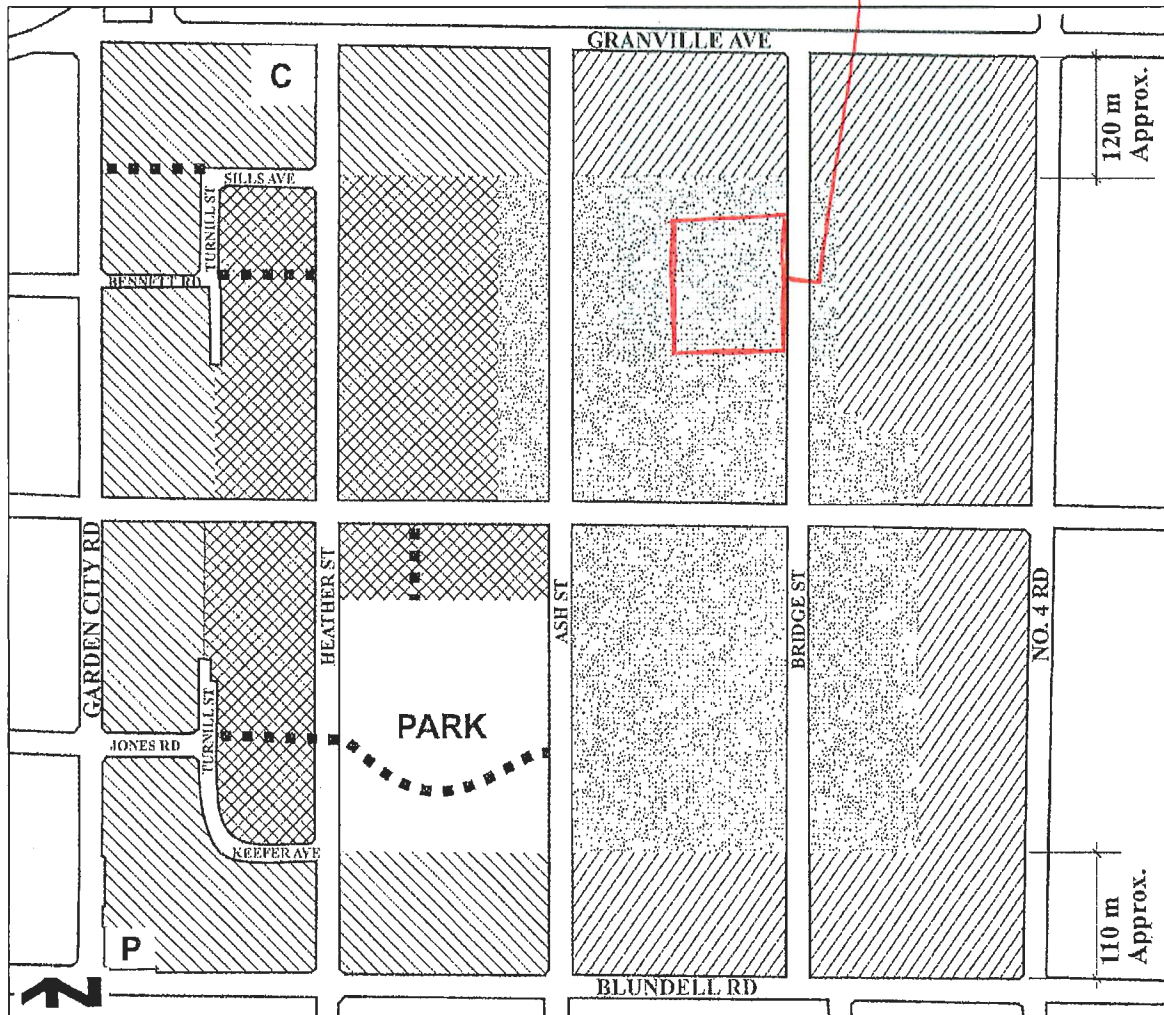 GRANVILLE AVE
C
120 m
Approx.
SILLS AVE
TURNILL ST
BENNETT RD
GARDEN CITY RD
HEATHER ST
ASH ST
BRIDGE ST
NO. 4 RD
PARK
JONES RD
TURNILL ST
KEEFER AVE
110 m
Approx.
P
N
BLUNDELL RD